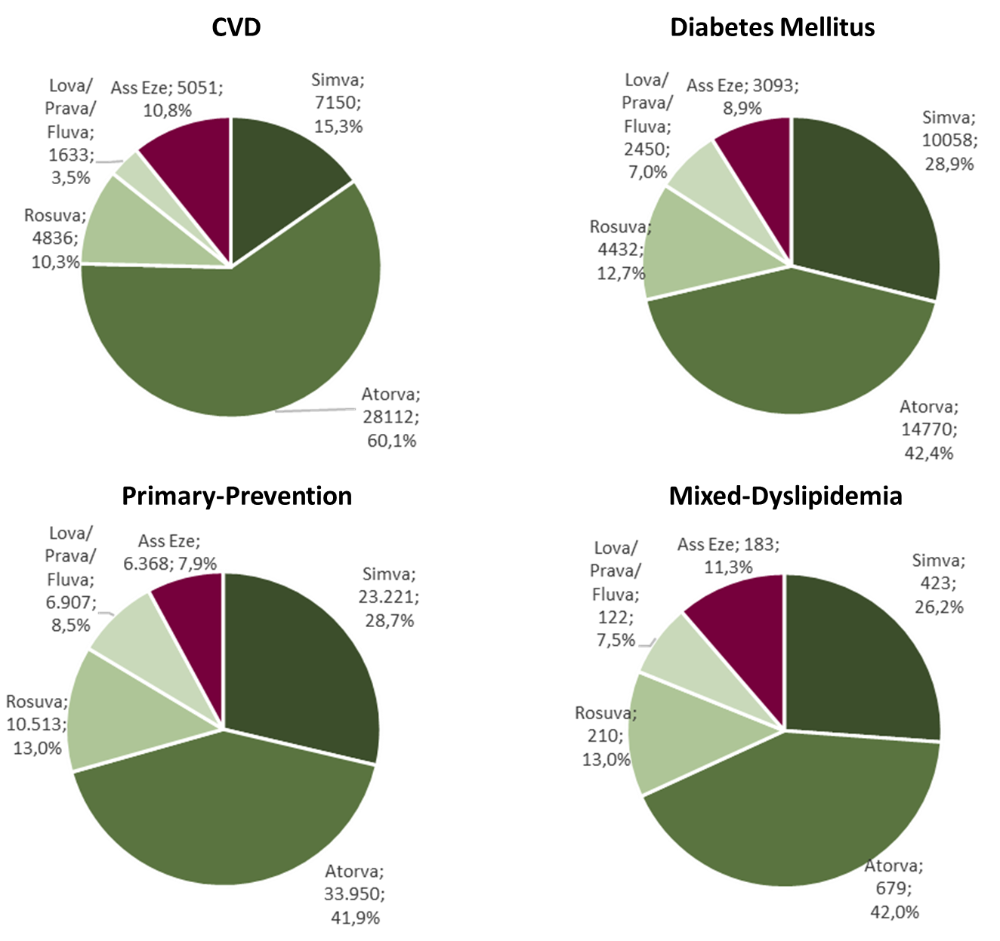 CVD
Lova/
Prava/
Fluva;
1633;
3,5%
Ass Eze; 5051;
10,8%
Simva;
7150;
15,3%
Rosuva;
4836;
10,3%
Atorva;
28112;
60,1%
Diabetes Mellitus
Lova/
Prava/
Fluva;
2450;
7,0%
Ass Eze; 3093;
8,9%
Simva;
10058;
28,9%
Rosuva;
4432;
12,7%
Atorva;
14770;
42,4%
Primary-Prevention
Lova/
Prava/
Fluva;
6.907;
8,5%
Ass Eze;
6.368; 7,9%
Simva;
23.221;
28,7%
Rosuva;
10.513;
13,0%
Atorva;
33.950;
41,9%
Mixed-Dyslipidemia
Lova/
Prava/
Fluva;
122;
7,5%
Ass Eze; 183;
11,3%
Simva;
423;
26,2%
Rosuva;
210;
13,0%
Atorva;
679;
42,0%